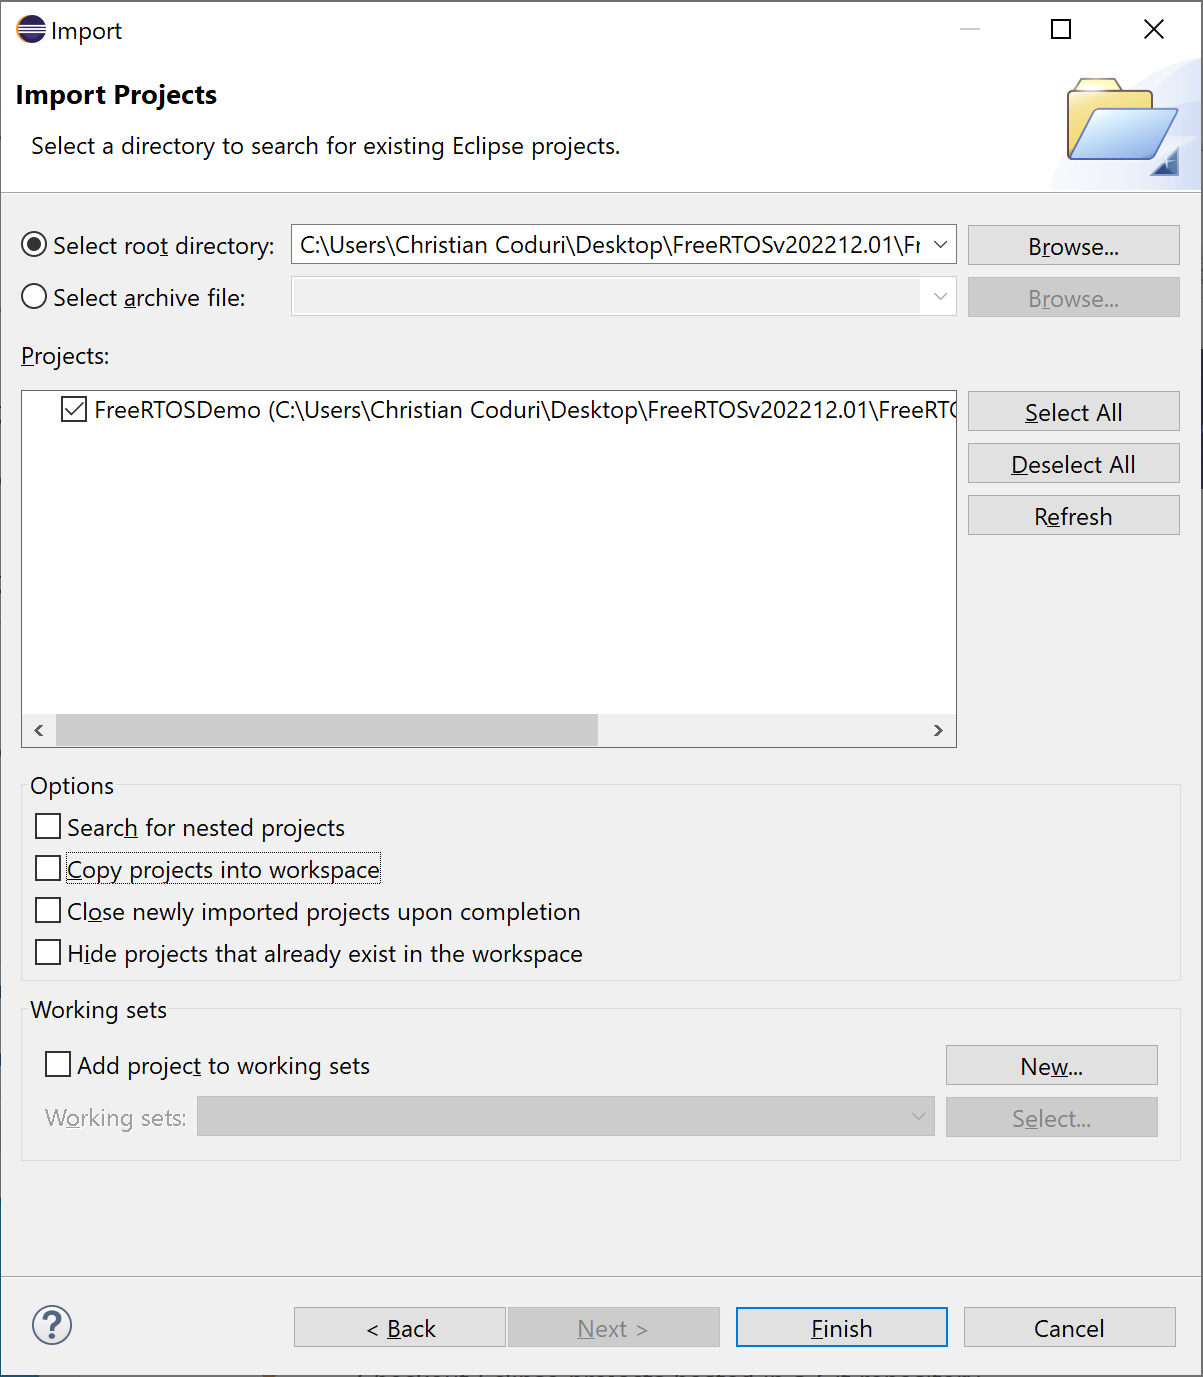 Import
Import Projects
Select a directory to search for existing Eclipse projects.
Select root directory: C:\Users\Christian Coduri\Desktop\FreeRTOSv202212.01\Fr Browse...
Select archive file: Browse...
Projects:
FreeRTOSDemo (C:\Users\Christian Coduri\Desktop\FreeRTOSv202212.01\FreeRTO
Select All
Deselect All
Refresh
Options
Search for nested projects
Copy projects into workspace
Close newly imported projects upon completion
Hide projects that already exist in the workspace
Working sets
Add project to working sets New...
Working sets: Select...
? < Back Next > Finish Cancel